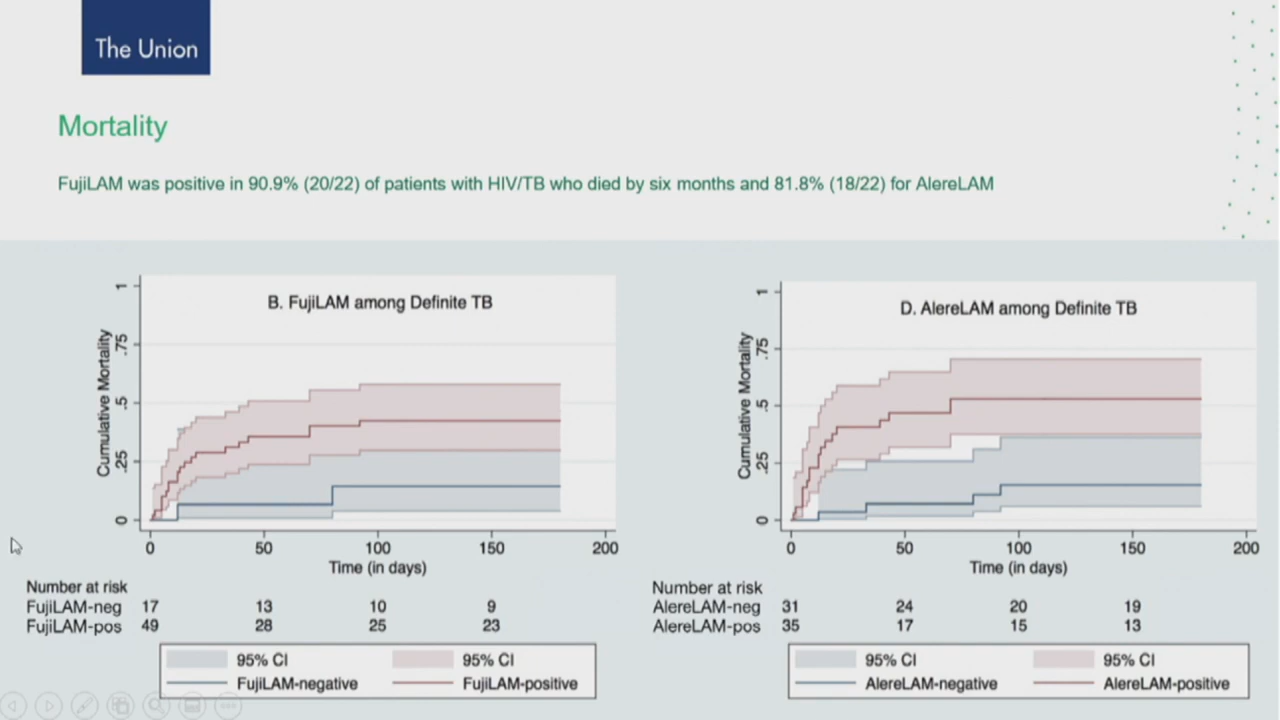 The Union
Mortality
FujiLAM was positive in 90.9% (20/22) of patients with HIV/TB who died by six months and 81.8% (18/22) for AlereLAM
B. FujiLAM among Definite TB
Cumulative Mortality
1
.75
.5
.25
0
0 50 100 150 200
Time (in days)
Number at risk
FujiLAM-neg 17 13 10 9
FujiLAM-pos 49 28 25 23
95% CI 95% CI
FujiLAM-negative FujiLAM-positive
D. AlereLAM among Definite TB
Cumulative Mortality
1
.75
.5
.25
0
0 50 100 150 200
Time (in days)
Number at risk
AlereLAM-neg 31 24 20 19
AlereLAM-pos 35 17 15 13
95% CI 95% CI
AlereLAM-negative AlereLAM-positive